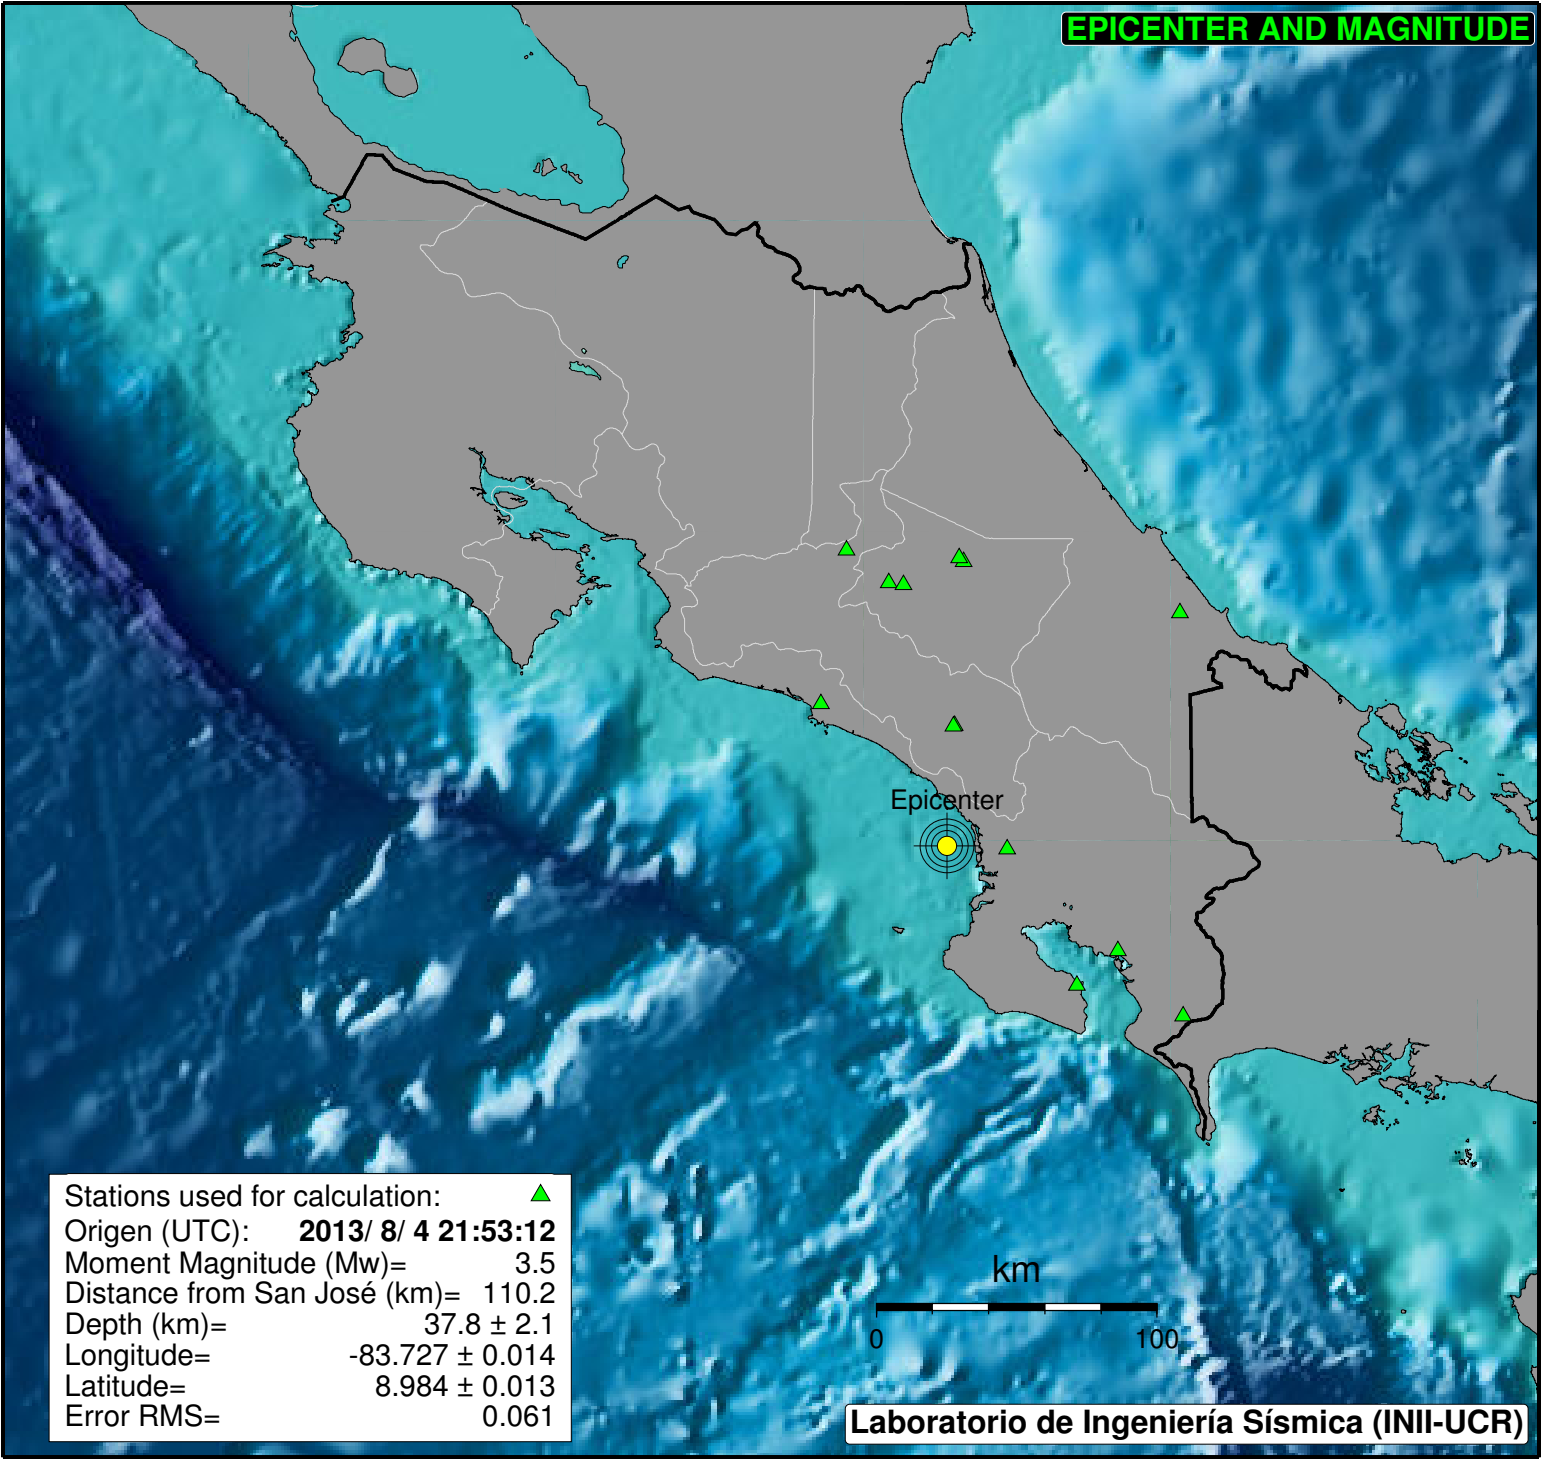 EPICENTER AND MAGNITUDE
Epicenter
Stations used for calculation:
Origen (UTC): 2013/ 8/ 4 21:53:12
Moment Magnitude (Mw)= 3.5
Distance from San José (km)= 110.2
Depth (km)= 37.8 ± 2.1
Longitude= -83.727 ± 0.014
Latitude= 8.984 ± 0.013
Error RMS= 0.061
km
0 100
Laboratorio de Ingeniería Sísmica (INII-UCR)